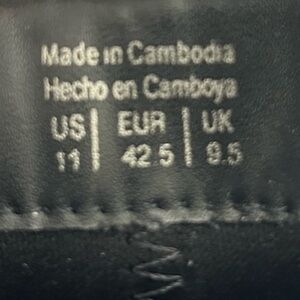 Made in Cambodia
Hecho en Camboya
US | EUR | UK
11 | 42.5 | 9.5